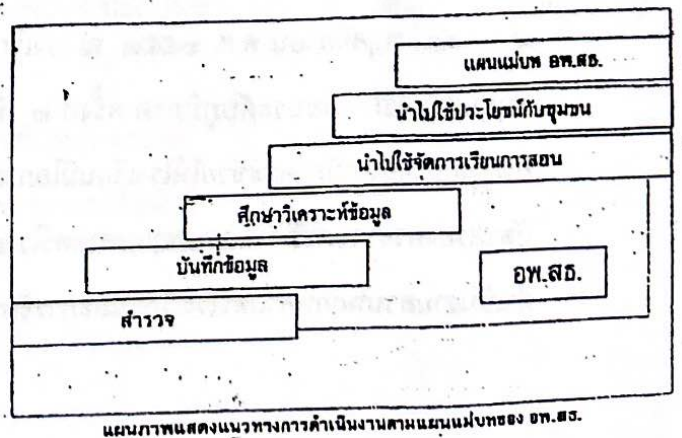 แผนแม่บท อพ.สธ.
นำไปใช้ประโยชน์กับชุมชน
นำไปใช้จัดการเรียนการสอน
ศึกษาวิเคราะห์ข้อมูล
บันทึกข้อมูล
อพ.สธ.
สำรวจ
แผนภาพแสดงแนวทางการดำเนินงานตามแผนแม่บทของ อพ.สธ.